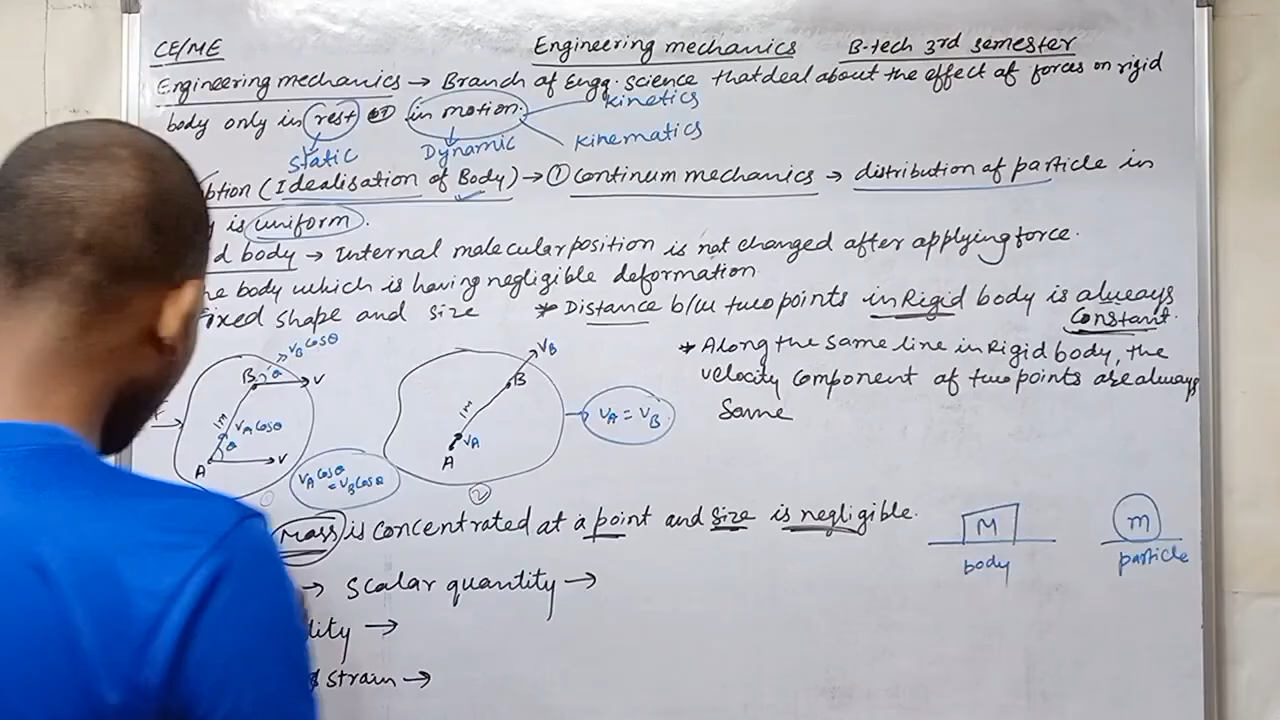 CE/ME
Engineering mechanics
B-tech 3rd semester
Engineering mechanics → Branch of Engg. science that deal about the effect of forces on rigid
body only in rest or in motion.
Kinetics
Kinematics
Static
Dynamic
(Idealisation of Body) → ① Continum mechanics → distribution of particle in
is uniform.
body → Internal molecular position is not changed after applying force.
body which is having negligible deformation
fixed shape and size
* Distance b/w two points in Rigid body is always
Constant.
* Along the same line in Rigid body, the
velocity component of two points are always
Same
VB cosθ
B
θ
V
1m
VA cosθ
θ
A
V
VA cosθ
= VB cosθ
①
VB
B
1m
VA
A
②
VA = VB
Mass is concentrated at a point and size is negligible.
M
body
m
particle
→ Scalar quantity →
→
strain →